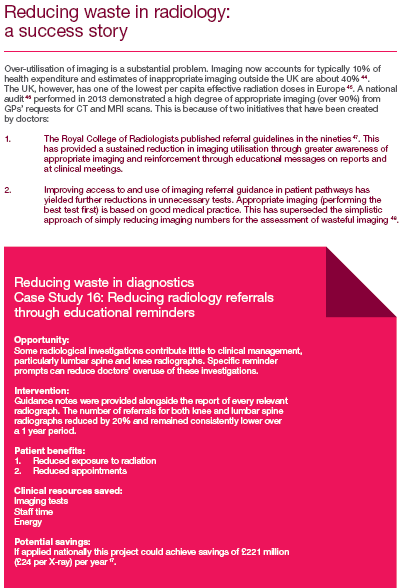 Reducing waste in radiology:
a success story
Over-utilisation of imaging is a substantial problem. Imaging now accounts for typically 10% of
health expenditure and estimates of inappropriate imaging outside the UK are about 40% 44.
The UK, however, has one of the lowest per capita effective radiation doses in Europe 45. A national
audit 46 performed in 2013 demonstrated a high degree of appropriate imaging (over 90%) from
GPs' requests for CT and MRI scans. This is because of two initiatives that have been created
by doctors:
1. The Royal College of Radiologists published referral guidelines in the nineties 47. This
has provided a sustained reduction in imaging utilisation through greater awareness of
appropriate imaging and reinforcement through educational messages on reports and
at clinical meetings.
2. Improving access to and use of imaging referral guidance in patient pathways has
yielded further reductions in unnecessary tests. Appropriate imaging (performing the
best test first) is based on good medical practice. This has superseded the simplistic
approach of simply reducing imaging numbers for the assessment of wasteful imaging
Reducing waste in diagnostics
Case Study 16: Reducing radiology referrals
through educational reminders
Opportunity:
Some radiological investigations contribute little to clinical management,
particularly lumbar spine and knee radiographs. Specific reminder
prompts can reduce doctors' overuse of these investigations.
Intervention:
Guidance notes were provided alongside the report of every relevant
radiograph. The number of referrals for both knee and lumbar spine
radiographs reduced by 20% and remained consistently lower over
a 1 year period.
Patient benefits:
1. Reduced exposure to radiation
2. Reduced appointments
Clinical resources saved:
Imaging tests
Staff time
Energy
Potential savings:
If applied nationally this project could achieve savings of £221 million
(£24 per X-ray) per year